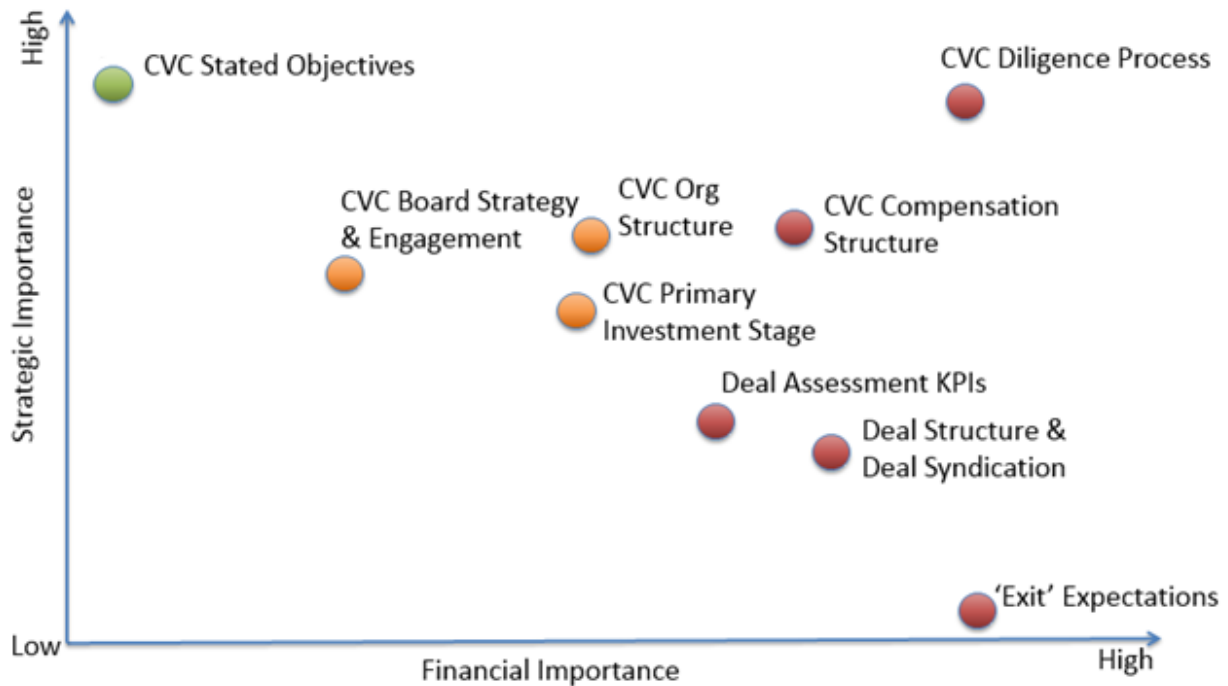 High
CVC Stated Objectives
CVC Diligence Process
CVC Board Strategy
& Engagement
CVC Org
Structure
CVC Compensation
Structure
CVC Primary
Investment Stage
Deal Assessment KPIs
Deal Structure &
Deal Syndication
'Exit' Expectations
Strategic Importance
Low
Financial Importance
High